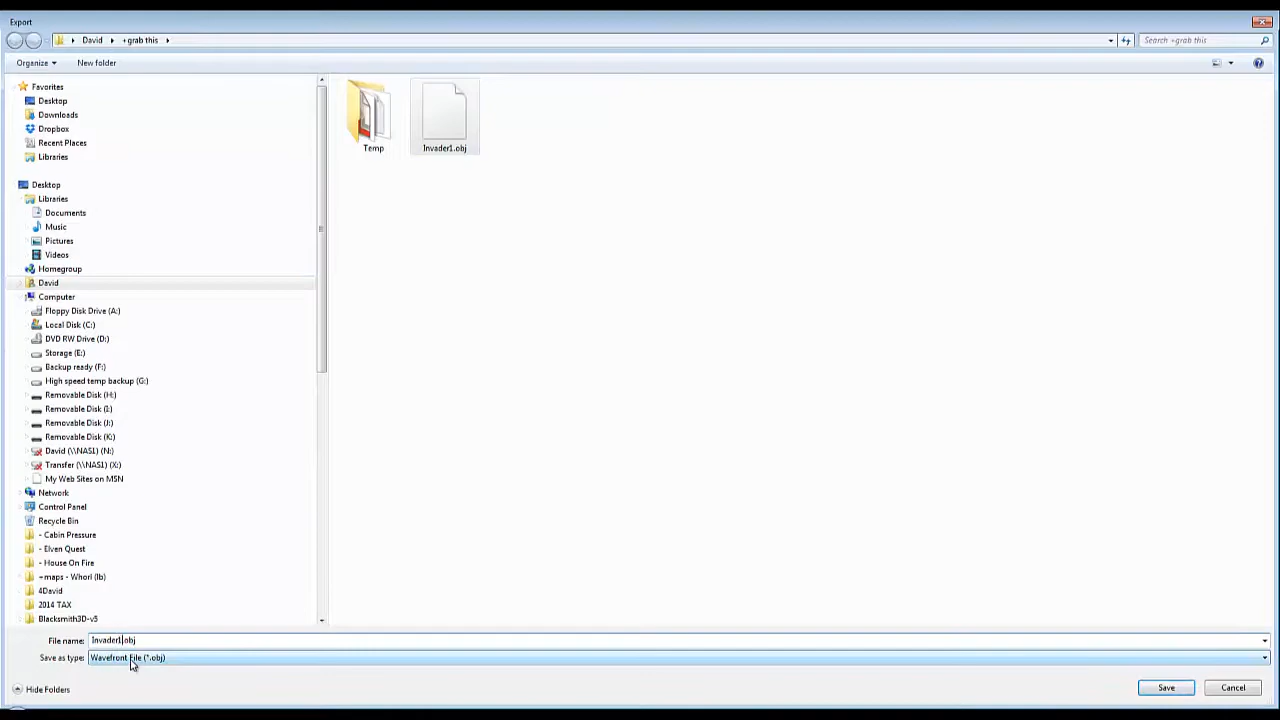 Export
David
+grab this
Search +grab this
Organize
New folder
Favorites
Desktop
Downloads
Dropbox
Recent Places
Libraries
Desktop
Libraries
Documents
Music
Pictures
Videos
Homegroup
David
Computer
Floppy Disk Drive (A:)
Local Disk (C:)
DVD RW Drive (D:)
Storage (E:)
Backup ready (F:)
High speed temp backup (G:)
Removable Disk (H:)
Removable Disk (I:)
Removable Disk (J:)
Removable Disk (K:)
David (\\NAS1) (N:)
Transfer (\\NAS1) (X:)
My Web Sites on MSN
Network
Control Panel
Recycle Bin
- Cabin Pressure
- Elven Quest
- House On Fire
+maps - Whorl (lb)
4David
2014 TAX
Blacksmith3D-v5
Temp
Invader1.obj
File name: Invader1.obj
Save as type: Wavefront File (*.obj)
Hide Folders
Save
Cancel